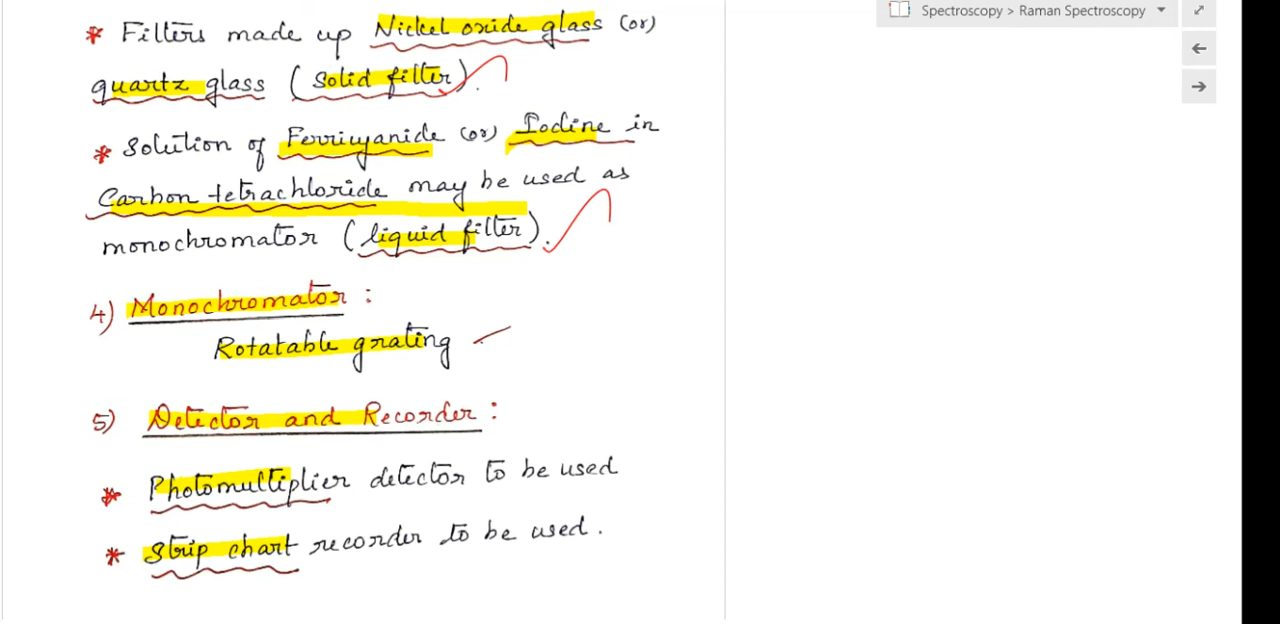 Spectroscopy > Raman Spectroscopy
* Filters made up Nickel oxide glass (or)
quartz glass (Solid filter).
* Solution of Ferricyanide (or) Iodine in
Carbon tetrachloride may be used as
monochromator (liquid filter).
4) Monochromator :
Rotatable grating
5) Detector and Recorder :
* Photomultiplier detector to be used
* Strip chart recorder to be used.